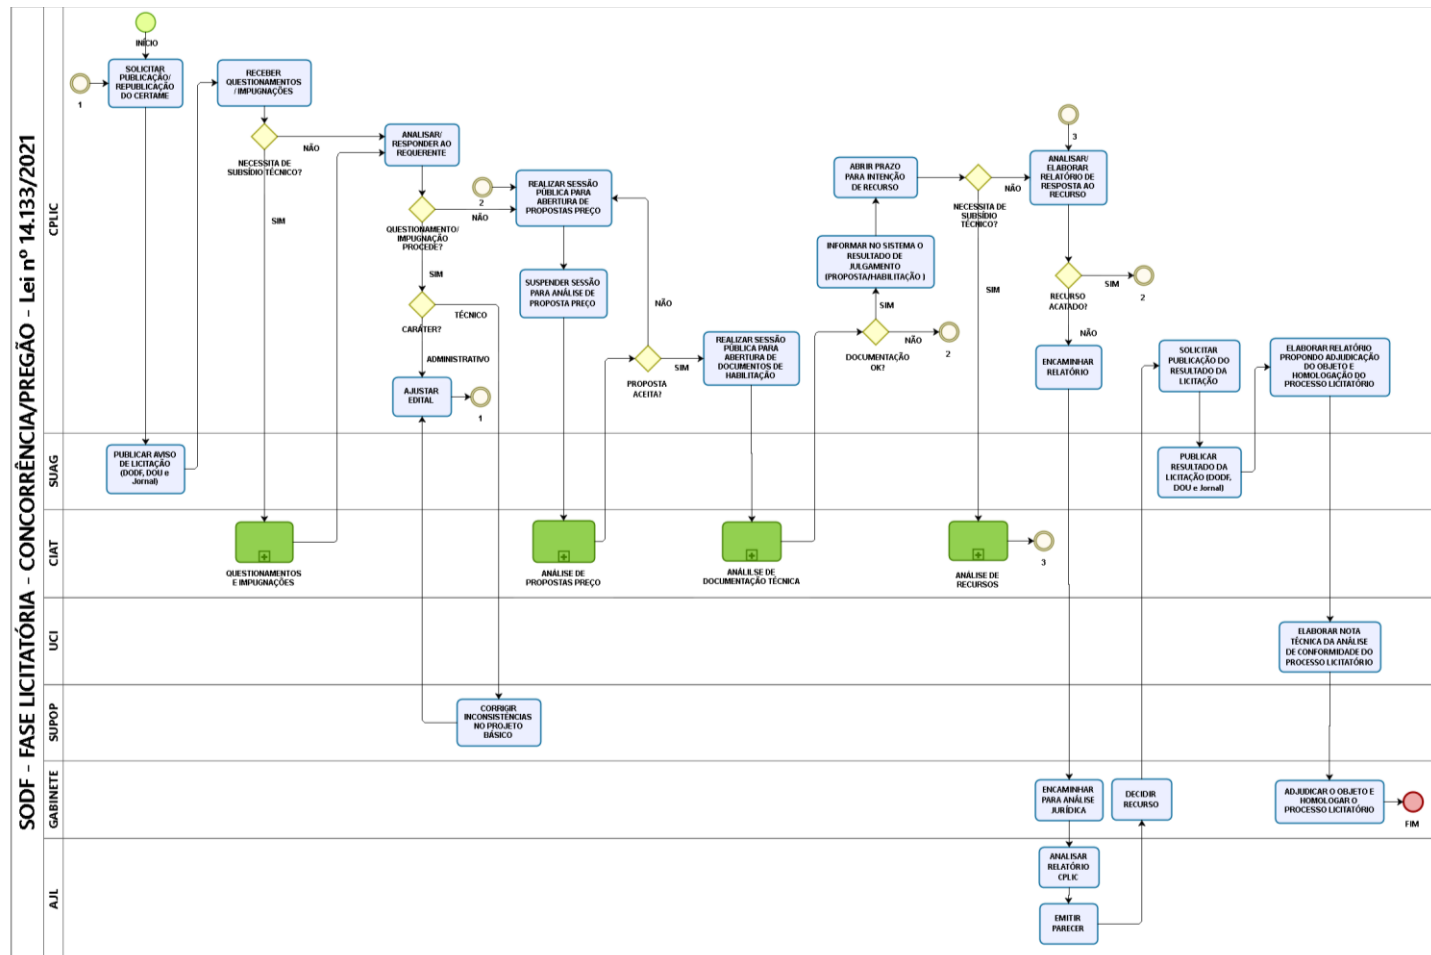 SODF - FASE LICITATÓRIA - CONCORRÊNCIA/PREGÃO - Lei nº 14.133/2021
CPLIC
INÍCIO
1
SOLICITAR
PUBLICAÇÃO/
REPUBLICAÇÃO
DO CERTAME
RECEBER
QUESTIONAMENTOS
/IMPUGNAÇÕES
NECESSITA DE
SUBSÍDIO TÉCNICO?
NÃO
SIM
ANALISAR/
RESPONDER AO
REQUERENTE
QUESTIONAMENTO/
IMPUGNAÇÃO
PROCEDE?
NÃO
SIM
CARÁTER?
TÉCNICO
ADMINISTRATIVO
AJUSTAR
EDITAL
1
2
REALIZAR SESSÃO
PÚBLICA PARA
ABERTURA DE
PROPOSTAS PREÇO
SUSPENDER SESSÃO
PARA ANÁLISE DE
PROPOSTA PREÇO
NÃO
PROPOSTA
ACEITA?
SIM
REALIZAR SESSÃO
PÚBLICA PARA
ABERTURA DE
DOCUMENTOS DE
HABILITAÇÃO
ABRIR PRAZO
PARA INTENÇÃO
DE RECURSO
INFORMAR NO SISTEMA O
RESULTADO DE
JULGAMENTO
(PROPOSTA/HABILITAÇÃO )
SIM
DOCUMENTAÇÃO
OK?
NÃO
2
NECESSITA DE
SUBSÍDIO
TÉCNICO?
NÃO
SIM
3
ANALISAR/
ELABORAR
RELATÓRIO DE
RESPOSTA AO
RECURSO
RECURSO
ACATADO?
SIM
2
NÃO
ENCAMINHAR
RELATÓRIO
SOLICITAR
PUBLICAÇÃO DO
RESULTADO DA
LICITAÇÃO
ELABORAR RELATÓRIO
PROPONDO ADJUDICAÇÃO
DO OBJETO E
HOMOLOGAÇÃO DO
PROCESSO LICITATÓRIO
SUAG
PUBLICAR AVISO
DE LICITAÇÃO
(DODF, DOU e
Jornal)
PUBLICAR
RESULTADO DA
LICITAÇÃO (DODF,
DOU e Jornal)
CIAT
QUESTIONAMENTOS
E IMPUGNAÇÕES
ANÁLISE DE
PROPOSTAS PREÇO
ANÁLILSE DE
DOCUMENTAÇÃO TÉCNICA
ANÁLISE DE
RECURSOS
3
UCI
ELABORAR NOTA
TÉCNICA DA ANÁLISE
DE CONFORMIDADE DO
PROCESSO LICITATÓRIO
SUPOP
CORRIGIR
INCONSISTÊNCIAS
NO PROJETO
BÁSICO
GABINETE
ENCAMINHAR
PARA ANÁLISE
JURÍDICA
DECIDIR
RECURSO
ADJUDICAR O OBJETO E
HOMOLOGAR O
PROCESSO LICITATÓRIO
FIM
AJL
ANALISAR
RELATÓRIO
CPLIC
EMITIR
PARECER